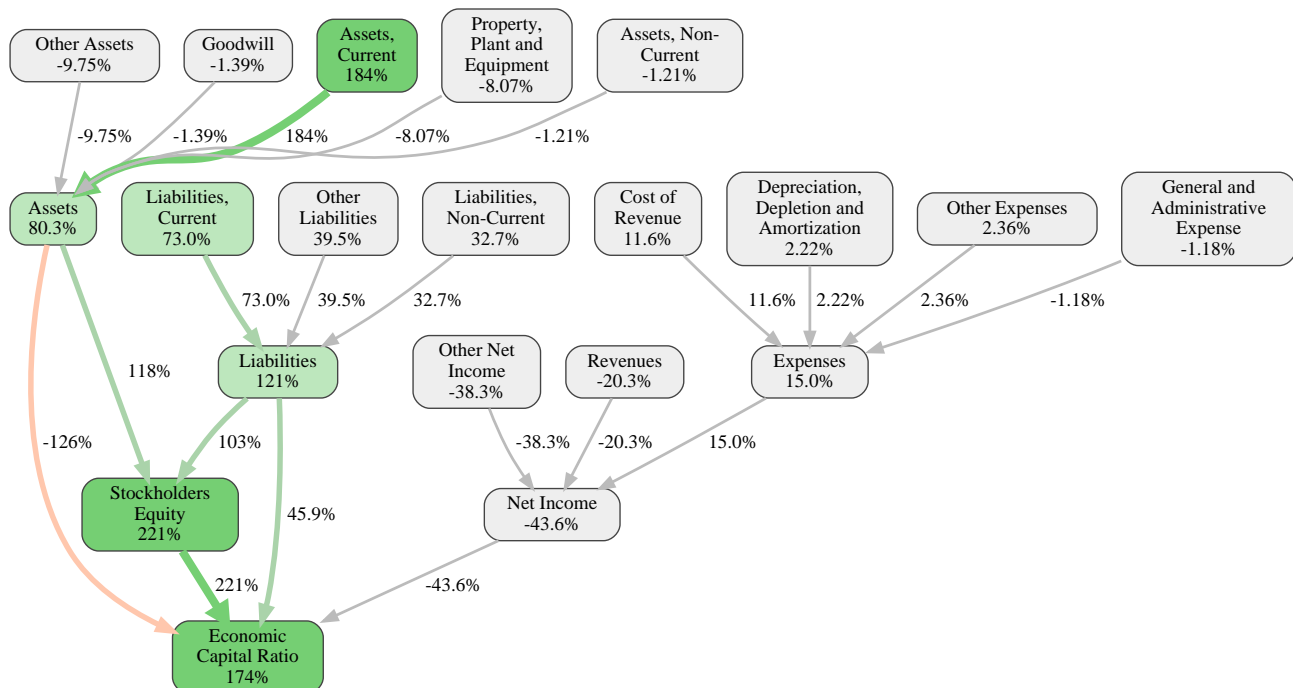 Other Assets
-9.75%
Goodwill
-1.39%
Assets,
Current
184%
Property,
Plant and
Equipment
-8.07%
Assets, Non-
Current
-1.21%
-9.75%
-1.39%
184%
-8.07%
-1.21%
Assets
80.3%
Liabilities,
Current
73.0%
Other
Liabilities
39.5%
Liabilities,
Non-Current
32.7%
Cost of
Revenue
11.6%
Depreciation,
Depletion and
Amortization
2.22%
Other Expenses
2.36%
General and
Administrative
Expense
-1.18%
73.0%
39.5%
32.7%
11.6%
2.22%
2.36%
-1.18%
Liabilities
121%
Other Net
Income
-38.3%
Revenues
-20.3%
Expenses
15.0%
118%
-126%
103%
-38.3%
-20.3%
15.0%
Stockholders
Equity
221%
45.9%
Net Income
-43.6%
221%
-43.6%
Economic
Capital Ratio
174%